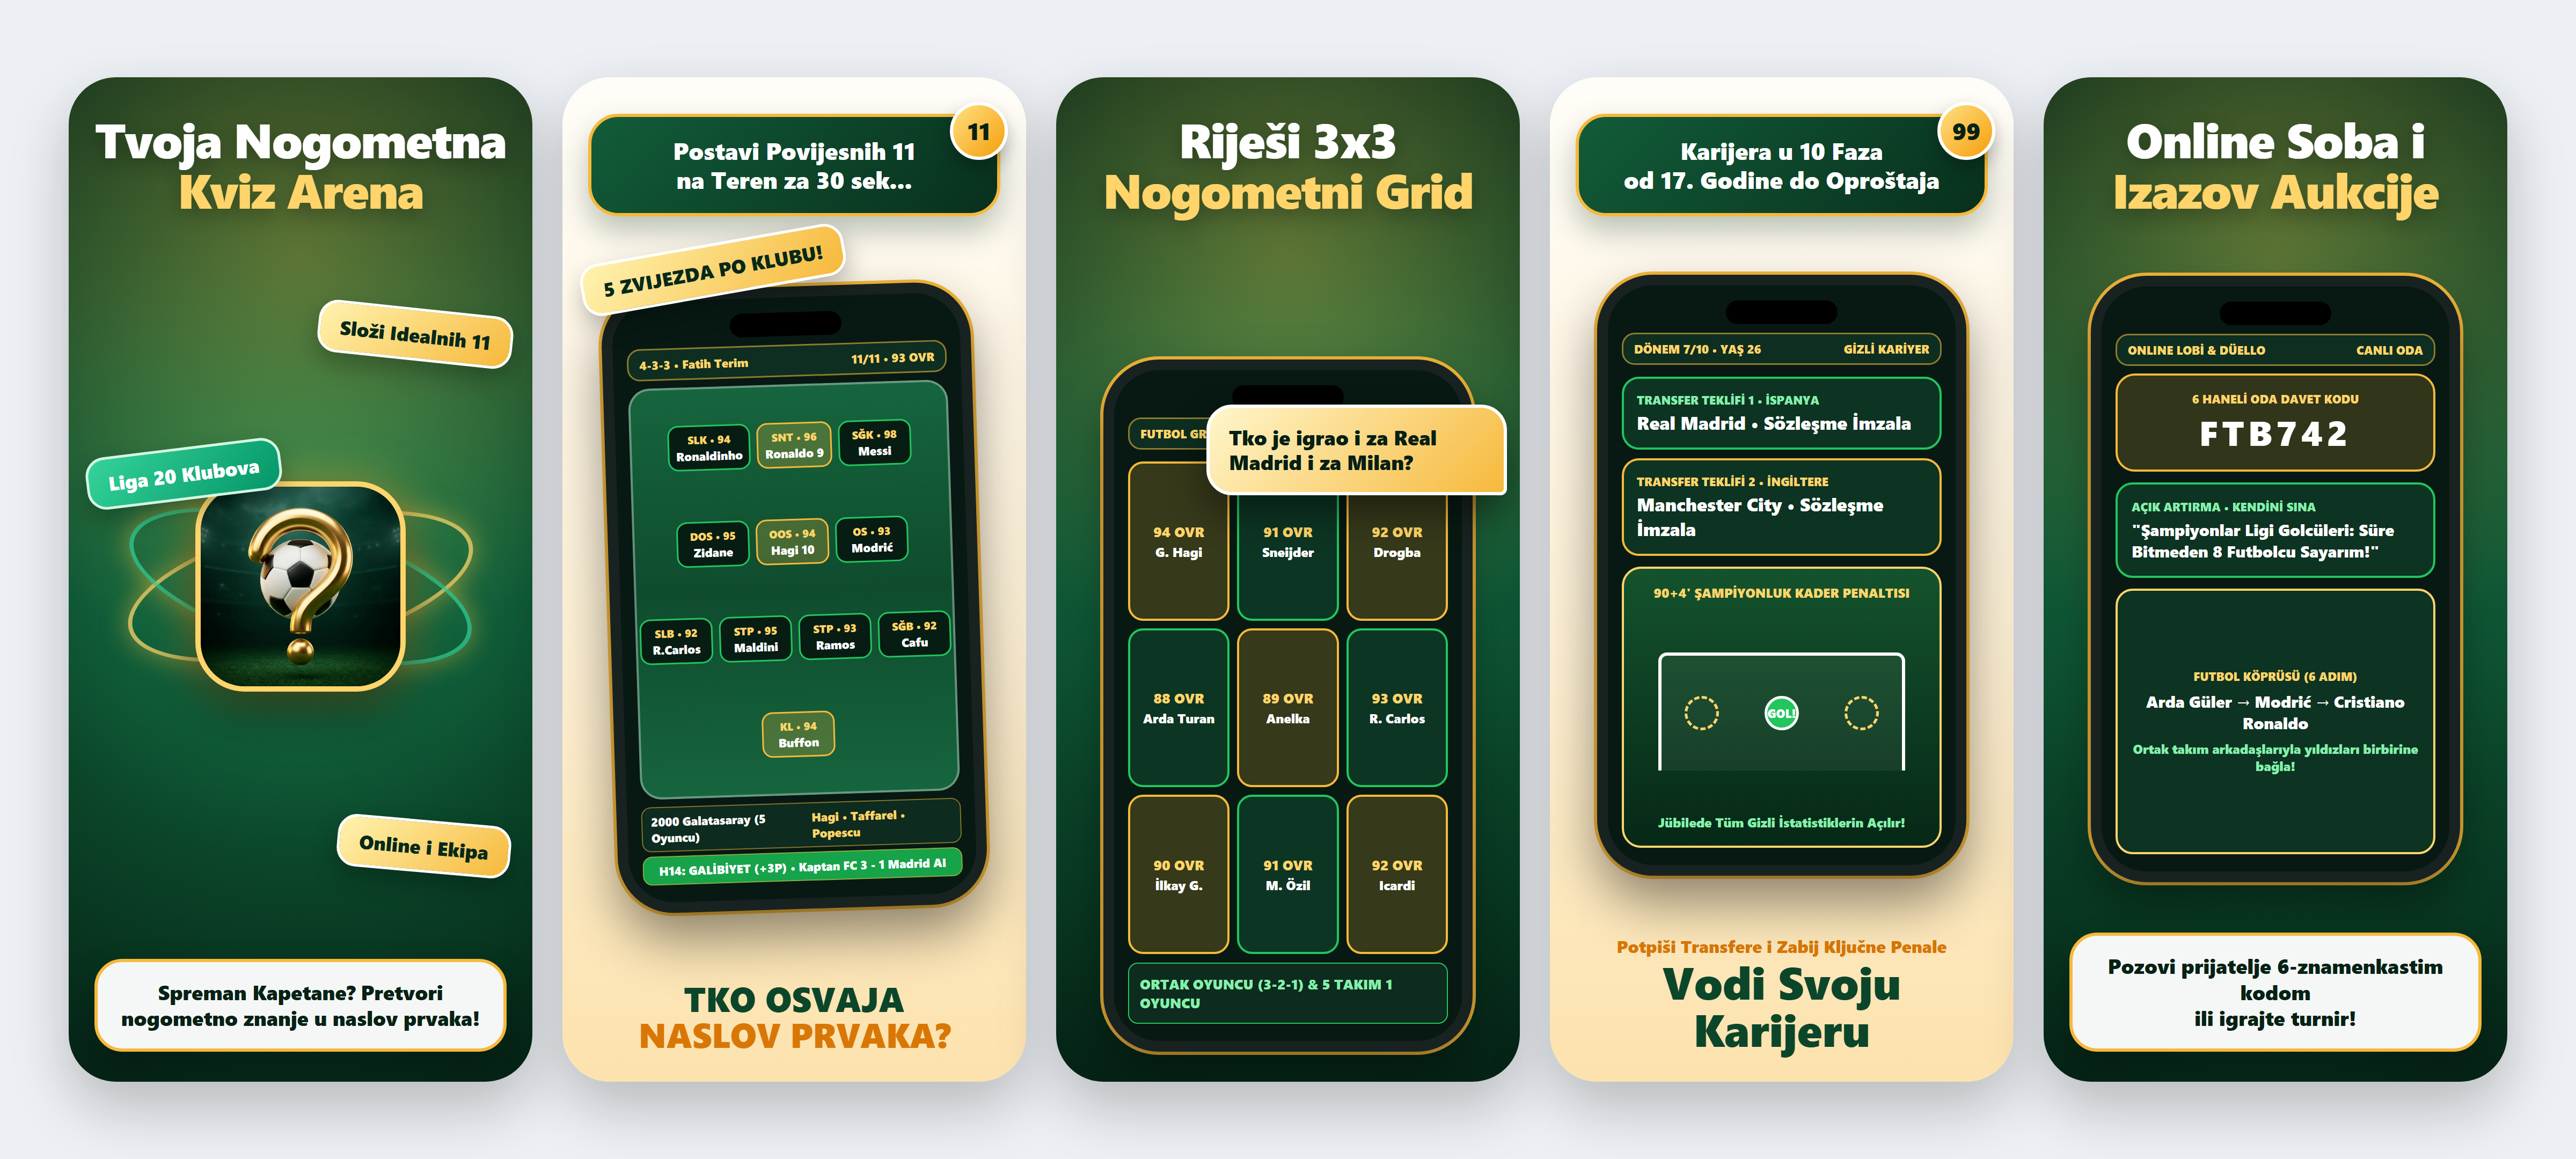 Tvoja Nogometna
Kviz Arena
Složi Idealnih 11
Liga 20 Klubova
Online i Ekipa
Spreman Kapetane? Pretvori
nogometno znanje u naslov prvaka!
11
Postavi Povijesnih 11
na Teren za 30 sek...
5 ZVIJEZDA PO KLUBU!
4-3-3 • Fatih Terim
11/11 • 93 OVR
SLK • 94
Ronaldinho
SNT • 96
Ronaldo 9
SĞK • 98
Messi
DOS • 95
Zidane
OOS • 94
Hagi 10
OS • 93
Modrić
SLB • 92
R.Carlos
STP • 95
Maldini
STP • 93
Ramos
SĞB • 92
Cafu
KL • 94
Buffon
2000 Galatasaray (5
Oyuncu)
Hagi • Taffarel •
Popescu
H14: GALİBİYET (+3P) • Kaptan FC 3 - 1 Madrid AI
TKO OSVAJA
NASLOV PRVAKA?
Riješi 3x3
Nogometni Grid
FUTBOL GR
Tko je igrao i za Real
Madrid i za Milan?
94 OVR
G. Hagi
91 OVR
Sneijder
92 OVR
Drogba
88 OVR
Arda Turan
89 OVR
Anelka
93 OVR
R. Carlos
90 OVR
İlkay G.
91 OVR
M. Özil
92 OVR
Icardi
ORTAK OYUNCU (3-2-1) & 5 TAKIM 1
OYUNCU
99
Karijera u 10 Faza
od 17. Godine do Oproštaja
DÖNEM 7/10 • YAŞ 26
GİZLİ KARİYER
TRANSFER TEKLİFİ 1 • İSPANYA
Real Madrid • Sözleşme İmzala
TRANSFER TEKLİFİ 2 • İNGİLTERE
Manchester City • Sözleşme
İmzala
90+4' ŞAMPİYONLUK KADER PENALTISI
GOL!
Jübilede Tüm Gizli İstatistiklerin Açılır!
Potpiši Transfere i Zabij Ključne Penale
Vodi Svoju
Karijeru
Online Soba i
Izazov Aukcije
ONLINE LOBİ & DÜELLO
CANLI ODA
6 HANELİ ODA DAVET KODU
FTB742
AÇIK ARTIRMA • KENDİNİ SINA
"Şampiyonlar Ligi Golcüleri: Süre
Bitmeden 8 Futbolcu Sayarım!"
FUTBOL KÖPRÜSÜ (6 ADIM)
Arda Güler → Modrić → Cristiano
Ronaldo
Ortak takım arkadaşlarıyla yıldızları birbirine
bağla!
Pozovi prijatelje 6-znamenkastim
kodom
ili igrajte turnir!